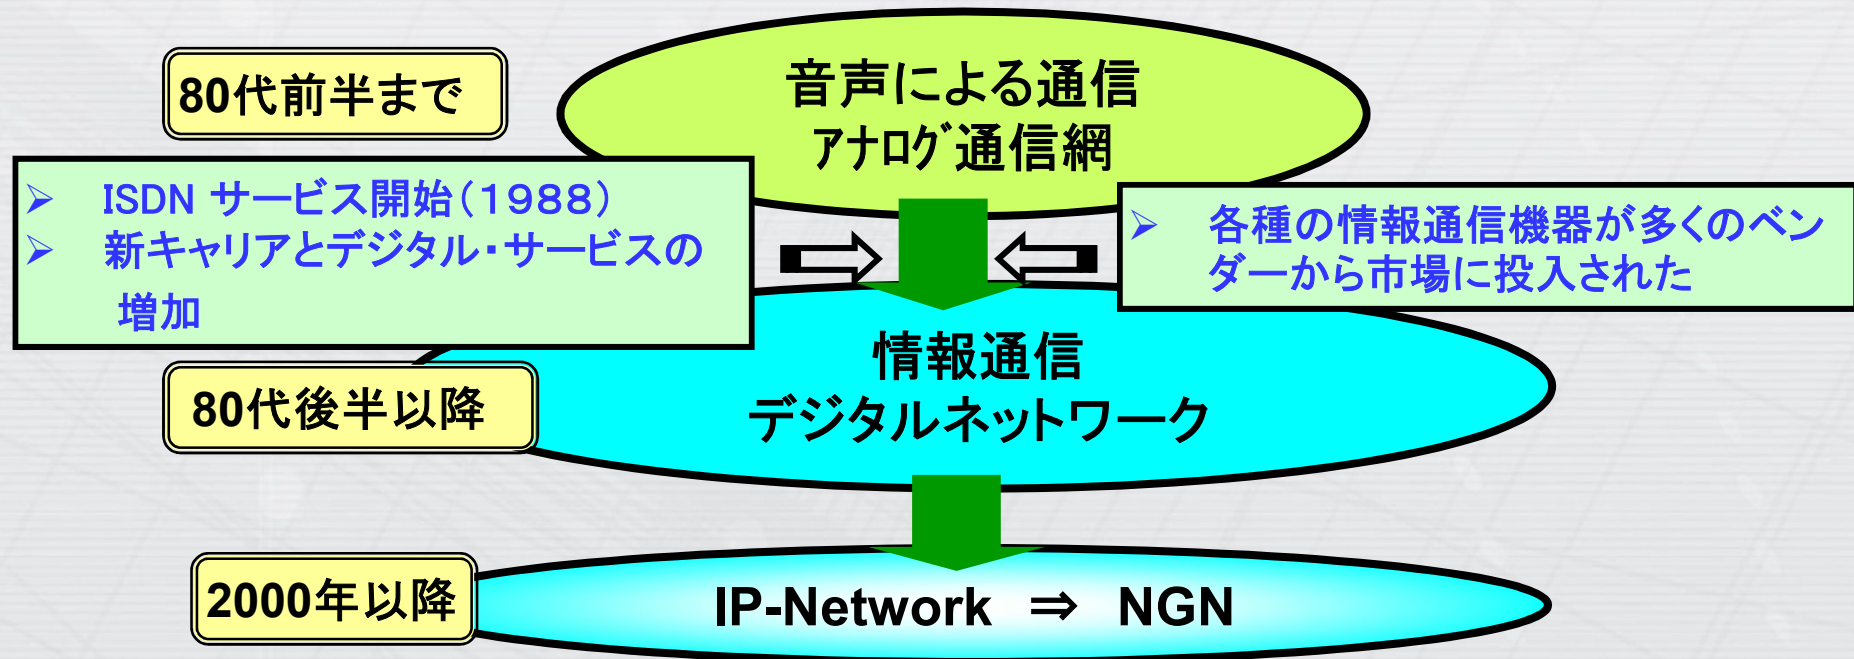 80代前半まで
音声による通信
アナログ通信網
➢ ISDN サービス開始(1988)
➢ 新キャリアとデジタル・サービスの
増加
➢ 各種の情報通信機器が多くのベン
ダーから市場に投入された
80代後半以降
情報通信
デジタルネットワーク
2000年以降
IP-Network ⇒ NGN